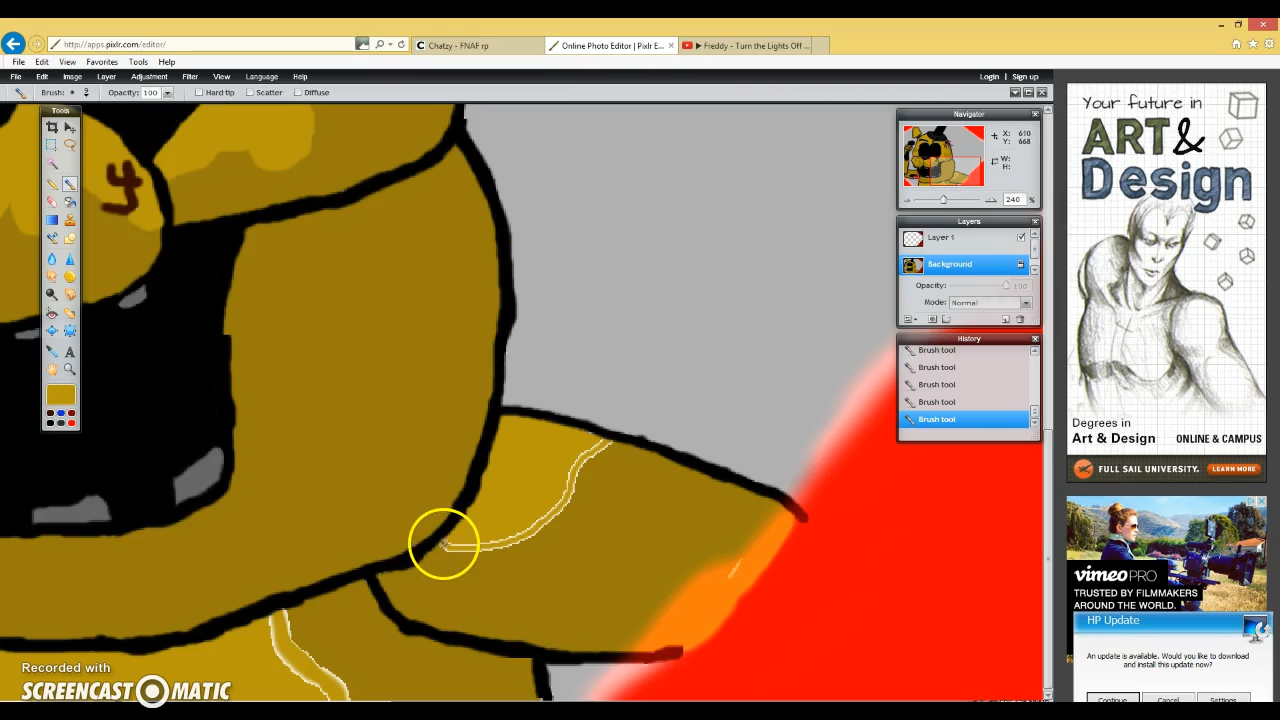 http://apps.pixlr.com/editor/
Chatzy - FNAF rp
Online Photo Editor | Pixlr E...
Freddy - Turn the Lights Off ...
File Edit View Favorites Tools Help
File Edit Image Layer Adjustment Filter View Language Help
Login | Sign up
Brush: 3 Opacity: 100 Hard tip Scatter Diffuse
Tools
Navigator
X: 610
Y: 668
W:
H:
240 %
Layers
Layer 1
Background
Opacity: 100
Mode: Normal
History
Brush tool
Brush tool
Brush tool
Brush tool
Brush tool
4
Your future in
ART &
Design
Degrees in
Art & Design ONLINE & CAMPUS
FULL SAIL UNIVERSITY. LEARN MORE
vimeo PRO
TRUSTED BY FILMMAKERS
AROUND THE WORLD.
HP Update
An update is available. Would you like to download
and install this update now?
Continue Cancel Settings
Recorded with
SCREENCAST MATIC